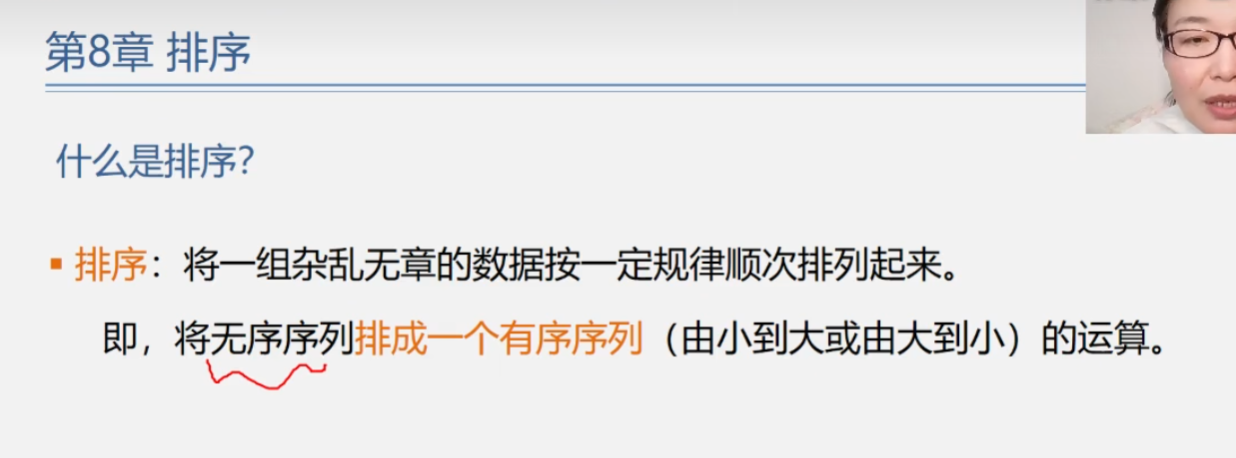 第8章 排序
什么是排序?
▪ 排序：将一组杂乱无章的数据按一定规律顺次排列起来。
即，将无序序列排成一个有序序列（由小到大或由大到小）的运算。